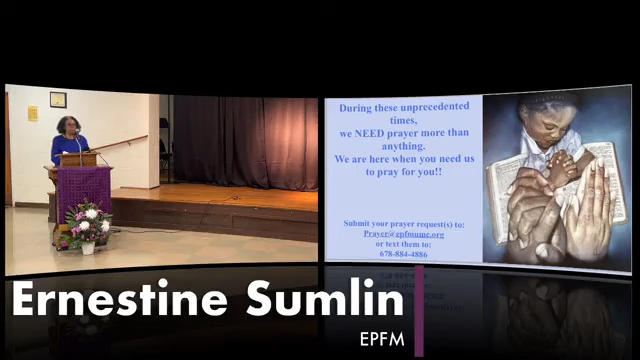 During these unprecedented
times,
we NEED prayer more than
anything.
We are here when you need us
to pray for you!!
Submit your prayer request(s) to:
Prayer@epfmumc.org
or text them to:
678-884-4886
Ernestine Sumlin
EPFM